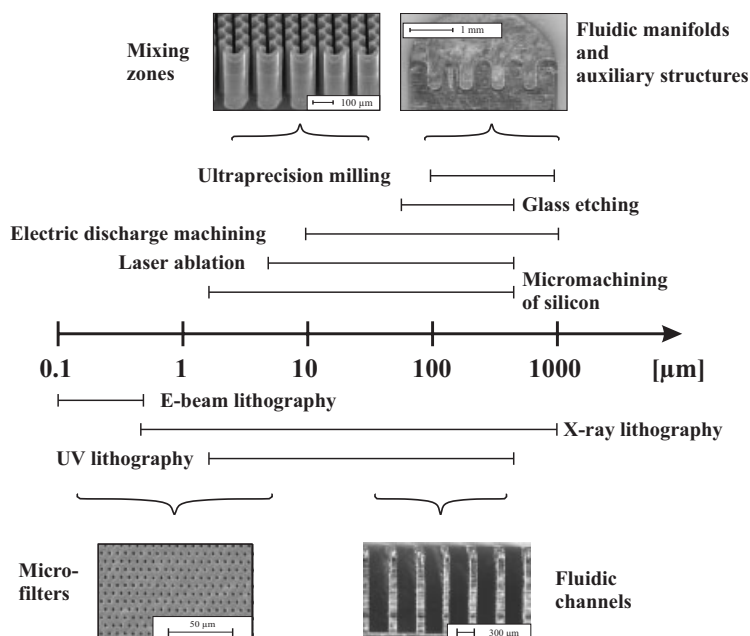 Mixing
zones
100 µm
1 mm
Fluidic manifolds
and
auxiliary structures
Ultraprecision milling
Glass etching
Electric discharge machining
Laser ablation
Micromachining
of silicon
0.1 1 10 100 1000 [µm]
E-beam lithography
X-ray lithography
UV lithography
Micro-
filters
50 µm
300 µm
Fluidic
channels